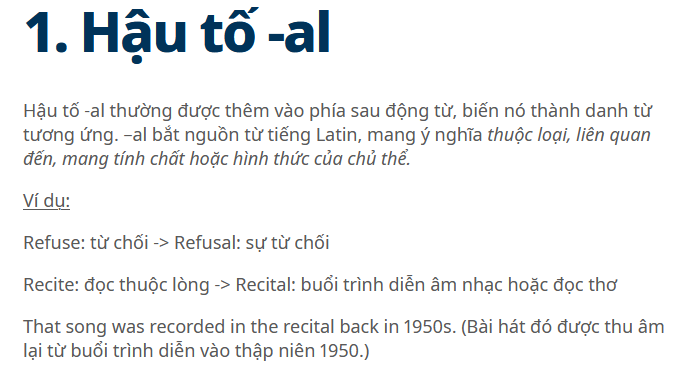 1. Hậu tố -al
Hậu tố -al thường được thêm vào phía sau động từ, biến nó thành danh từ
tương ứng. –al bắt nguồn từ tiếng Latin, mang ý nghĩa thuộc loại, liên quan
đến, mang tính chất hoặc hình thức của chủ thể.
Ví dụ:
Refuse: từ chối -> Refusal: sự từ chối
Recite: đọc thuộc lòng -> Recital: buổi trình diễn âm nhạc hoặc đọc thơ
That song was recorded in the recital back in 1950s. (Bài hát đó được thu âm
lại từ buổi trình diễn vào thập niên 1950.)